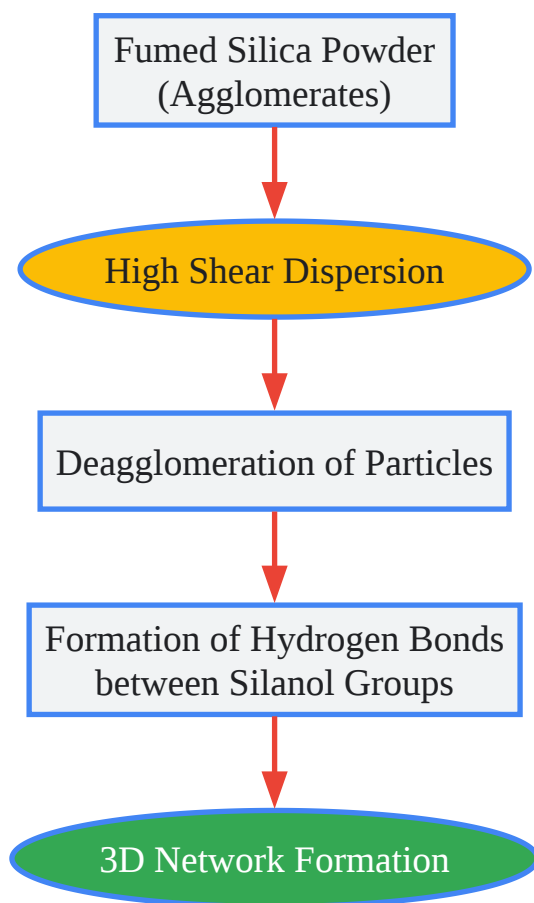 Fumed Silica Powder
(Agglomerates)
High Shear Dispersion
Deagglomeration of Particles
Formation of Hydrogen Bonds
between Silanol Groups
3D Network Formation